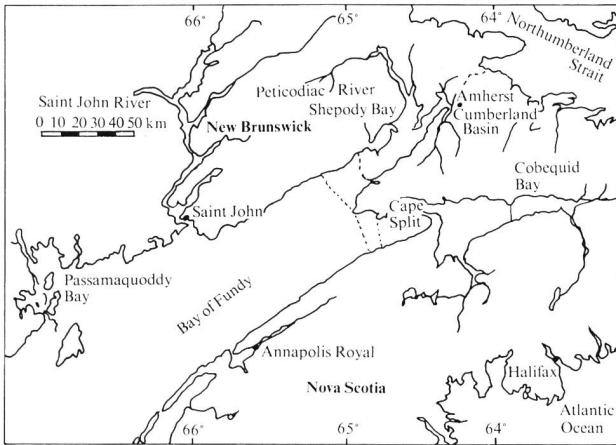 66° 65° 64°
Northumberland
Strait
Peticodiac River
Shepody Bay
Saint John River
0 10 20 30 40 50 km
New Brunswick
Amherst
Cumberland
Basin
Cobequid
Bay
Cape
Split
Saint John
Passamaquoddy
Bay
Bay of Fundy
Annapolis Royal
Halifax
Nova Scotia
Atlantic
Ocean
66° 65° 64°